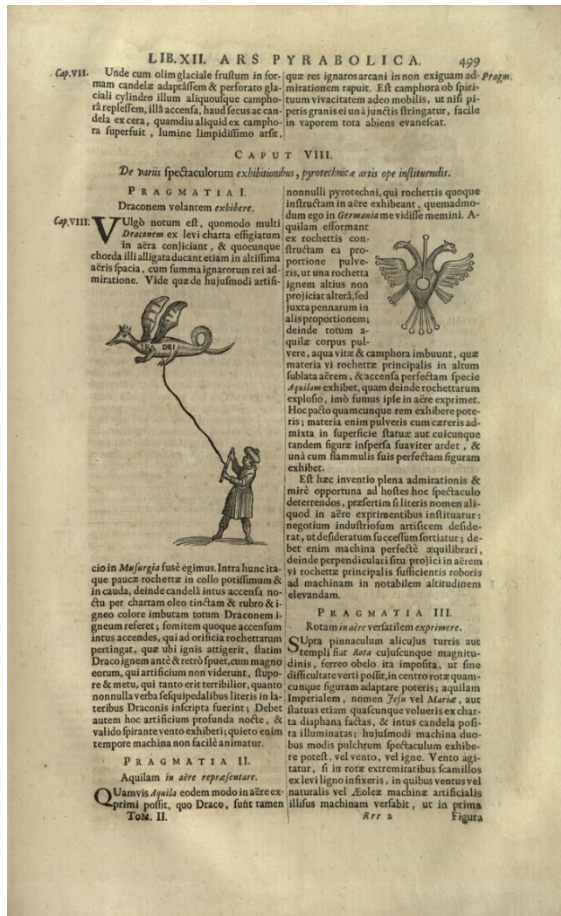 LIB.XII. ARS PYRABOLICA. 499
Cap.VII.
Unde cum olim glaciale frustum in for-
mam candelæ adaptâssem & perforato gla-
ciali cylindro illum aliquousque campho-
râ replessem, illâ accensâ, haud secus ac can-
dela ex cera, quamdiu aliquid ex campho-
ra superfuit, lumine limpidissimo arsit,
quæ res ignaros arcani in non exiguam ad-
Pragm.
mirationem rapuit. Est camphora ob spiri-
tuum vivacitatem adeo mobilis, ut nisi pi-
peris granis ei unà junctis stringatur, facile
in vaporem tota abiens evanescat.
CAPUT VIII.
De variis spectaculorum exhibitionibus, pyrotechnicæ artis ope instituendis.
PRAGMATIA I.
Draconem volantem exhibere.
Cap.VIII.
VUlgò notum est, quomodo multi
Draconem ex levi charta effigiatum
in aëra conjiciant, & quocunque
chorda illi alligata ducant etiam in altissima
aëris spacia, cum summa ignarorum rei ad-
miratione. Vide quæ de hujusmodi artifi-
IRA DEI
cio in Musurgia fusè egimus. Intra hunc ita-
que paucæ rochettæ in collo potissimum &
in cauda, deinde candelâ intus accensa no-
ctu per chartam oleo tinctam & rubro & i-
gneo colore imbutam totum Draconem i-
gneum referet; fomitem quoque accensum
intus accendes, qui ad orificia rochettarum
pertingat, quæ ubi ignis attigerit, statim
Draco ignem antè & retrò spuet, cum magno
eorum, qui artificium non viderunt, stupo-
re & metu, qui tanto erit terribilior, quanto
nonnulla verba sesquipedalibus literis in la-
teribus Draconis inscripta fuerint; Debet
autem hoc artificium profunda nocte, &
valido spirante vento exhiberi; quieto enim
tempore machina non facilè animatur.
PRAGMATIA II.
Aquilam in aëre repræsentare.
QUamvis Aquila eodem modo in aëre ex-
primi possit, quo Draco, sunt tamen
TOM. II.
nonnulli pyrotechni, qui rochettis quoque
instructam in aëre exhibeant, quemadmo-
dum ego in Germania me vidisse memini. A-
quilam efformant
ex rochettis con-
structam ea pro-
portione pulve-
ris, ut una rochetta
ignem altius non
projiciat alterâ, sed
juxta pennarum in
alis proportionem;
deinde totum a-
quilæ corpus pul-
vere, aqua vitæ & camphora imbuunt, quæ
materia vi rochettæ principalis in altum
sublata aërem, & accensa perfectam specie
Aquilam exhibet, quam deinde rochettarum
explosio, imò fumus ipse in aëre exprimet.
Hoc pacto quamcunque rem exhibere pote-
ris; materia enim pulveris cum cæteris ad-
mixta in superficie statuæ aut cuicunque
tandem figuræ inspersa suaviter ardet, &
unà cum flammulis suis perfectam figuram
exhibet.
Est hæc inventio plena admirationis &
mirè opportuna ad hostes hoc spectaculo
deterrendos, præsertim si literis nomen ali-
quod in aëre exprimentibus instituatur:
negotium industriosum artificem deside-
rat, ut desideratum successum sortiatur; de-
bet enim machina perfectè æquilibrari,
deinde perpendiculari situ projici in aërem
vi rochettæ principalis sufficientis roboris
ad machinam in notabilem altitudinem
elevandam.
PRAGMATIA III.
Rotam in aëre versatilem exprimere.
SUpra pinnaculum alicujus turris aut
templi fiat Rota cujuscunque magnitu-
dinis, ferreo obelo ita imposita, ut sine
difficultate verti possit, in centro rotæ quam-
cunque figuram adaptare poteris; aquilam
Imperialem, nomen Jesu vel Mariæ, aut
statuas etiam quascunque volueris ex char-
ta diaphana factas, & intus candela posi-
ta illuminatas; hujusmodi machina duo-
bus modis pulchrum spectaculum exhibe-
re potest, vel vento, vel igne. Vento agi-
tatur, si in rotæ extremitatibus scamillos
ex levi ligno infixeris, in quibus ventus vel
naturalis vel Æoleæ machinæ artificialis
illisus machinam versabit, ut in prima
Rrr 2 Figura